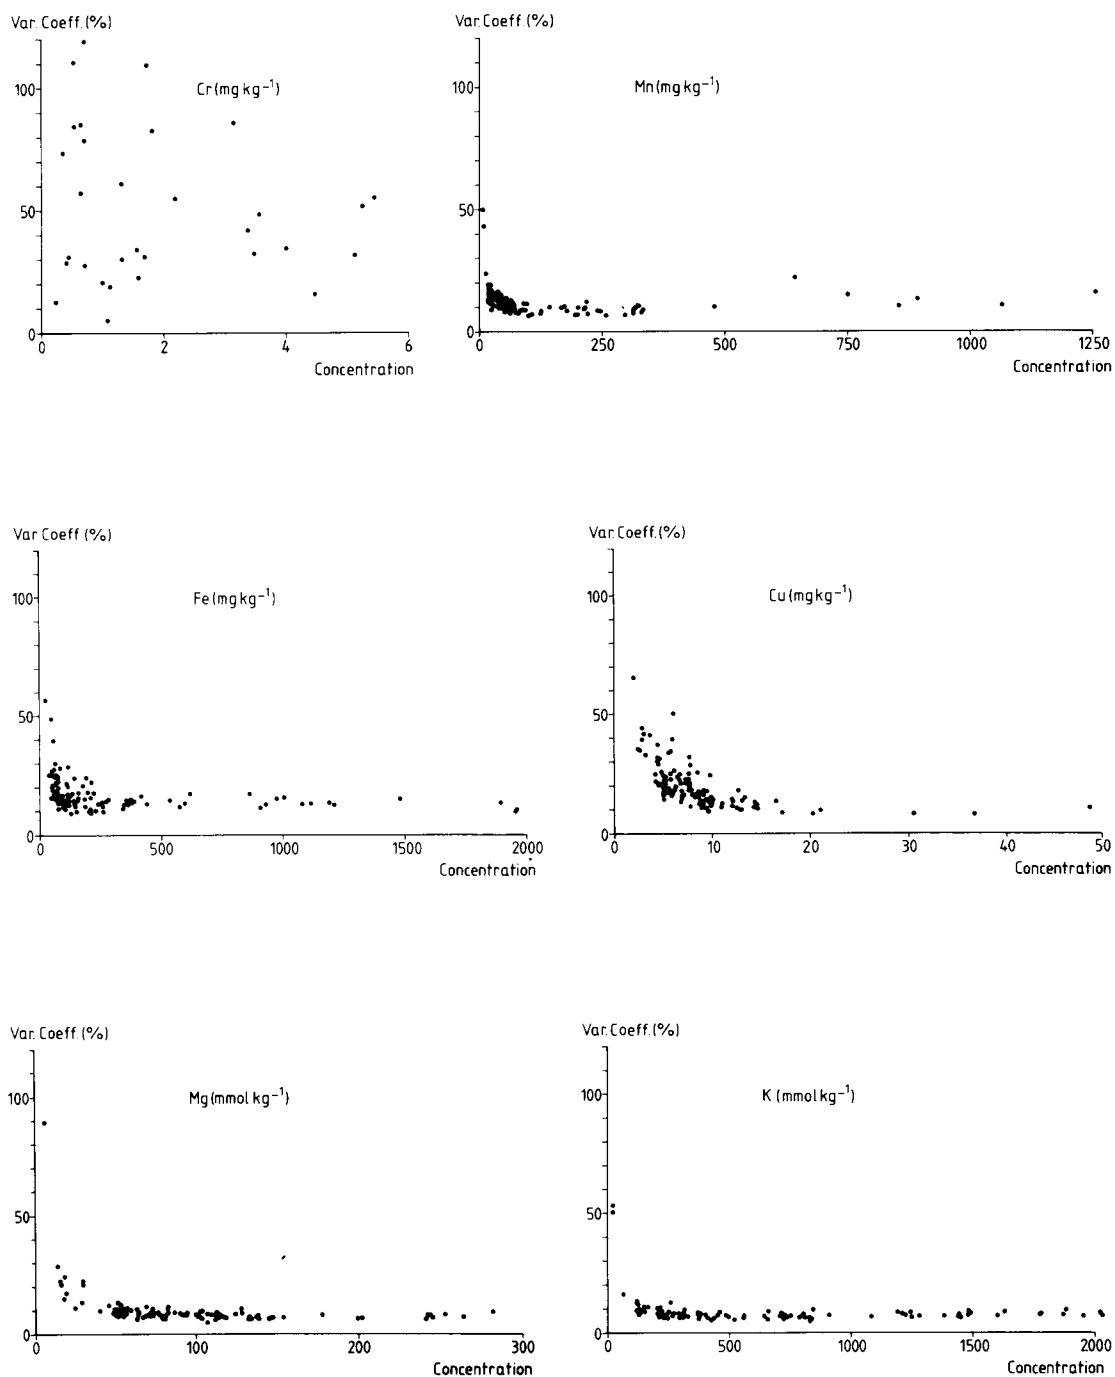 Var. Coeff. (%)
100
Cr (mg kg⁻¹)
50
0
0 2 4 6
Concentration
Var. Coeff. (%)
100
Mn (mg kg⁻¹)
50
0
0 250 500 750 1000 1250
Concentration
Var. Coeff. (%)
100
Fe (mg kg⁻¹)
50
0
0 500 1000 1500 2000
Concentration
Var. Coeff. (%)
100
Cu (mg kg⁻¹)
50
0
0 10 20 30 40 50
Concentration
Var. Coeff. (%)
100
Mg (mmol kg⁻¹)
50
0
0 100 200 300
Concentration
Var. Coeff. (%)
100
K (mmol kg⁻¹)
50
0
0 500 1000 1500 2000
Concentration